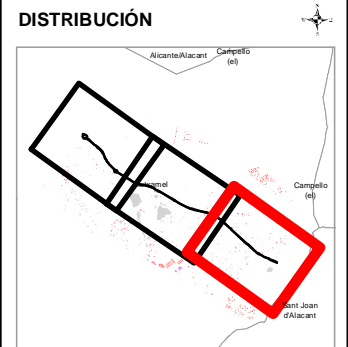 DISTRIBUCIÓN
Alicante/Alacant
Campello
(el)
Campello
(el)
Sant Joan
d'Alacant